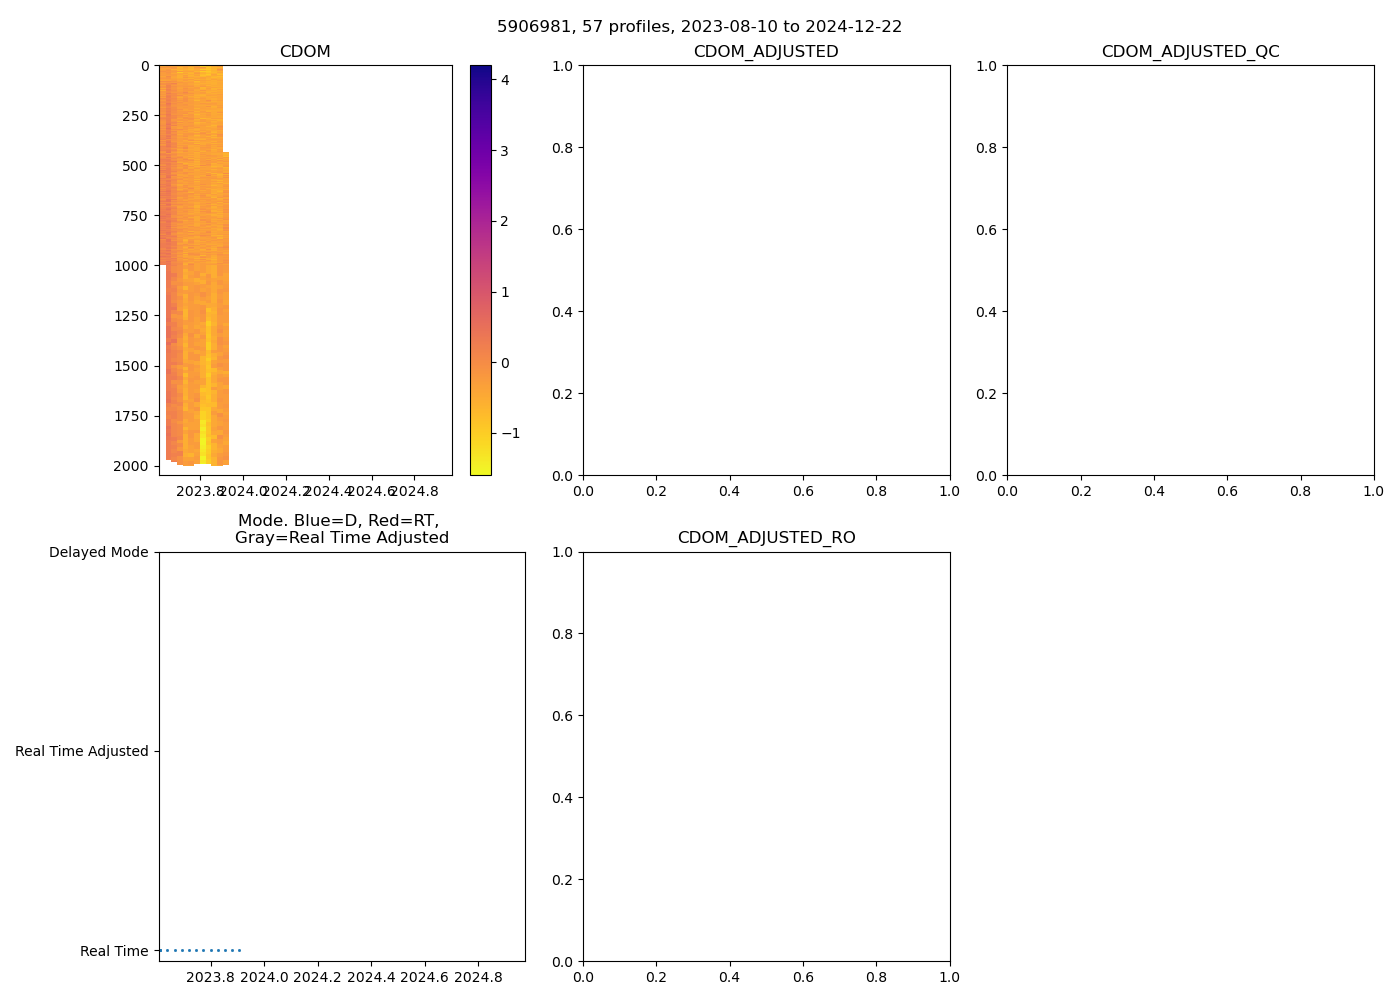 5906981, 57 profiles, 2023-08-10 to 2024-12-22
CDOM
0
250
500
750
1000
1250
1500
1750
2000
2023.8 2024.0 2024.2 2024.4 2024.6 2024.8
4
3
2
1
0
−1
CDOM_ADJUSTED
1.0
0.8
0.6
0.4
0.2
0.0
0.0 0.2 0.4 0.6 0.8 1.0
CDOM_ADJUSTED_QC
1.0
0.8
0.6
0.4
0.2
0.0
0.0 0.2 0.4 0.6 0.8 1.0
Mode. Blue=D, Red=RT,
Gray=Real Time Adjusted
Delayed Mode
Real Time Adjusted
Real Time
2023.8 2024.0 2024.2 2024.4 2024.6 2024.8
CDOM_ADJUSTED_RO
1.0
0.8
0.6
0.4
0.2
0.0
0.0 0.2 0.4 0.6 0.8 1.0